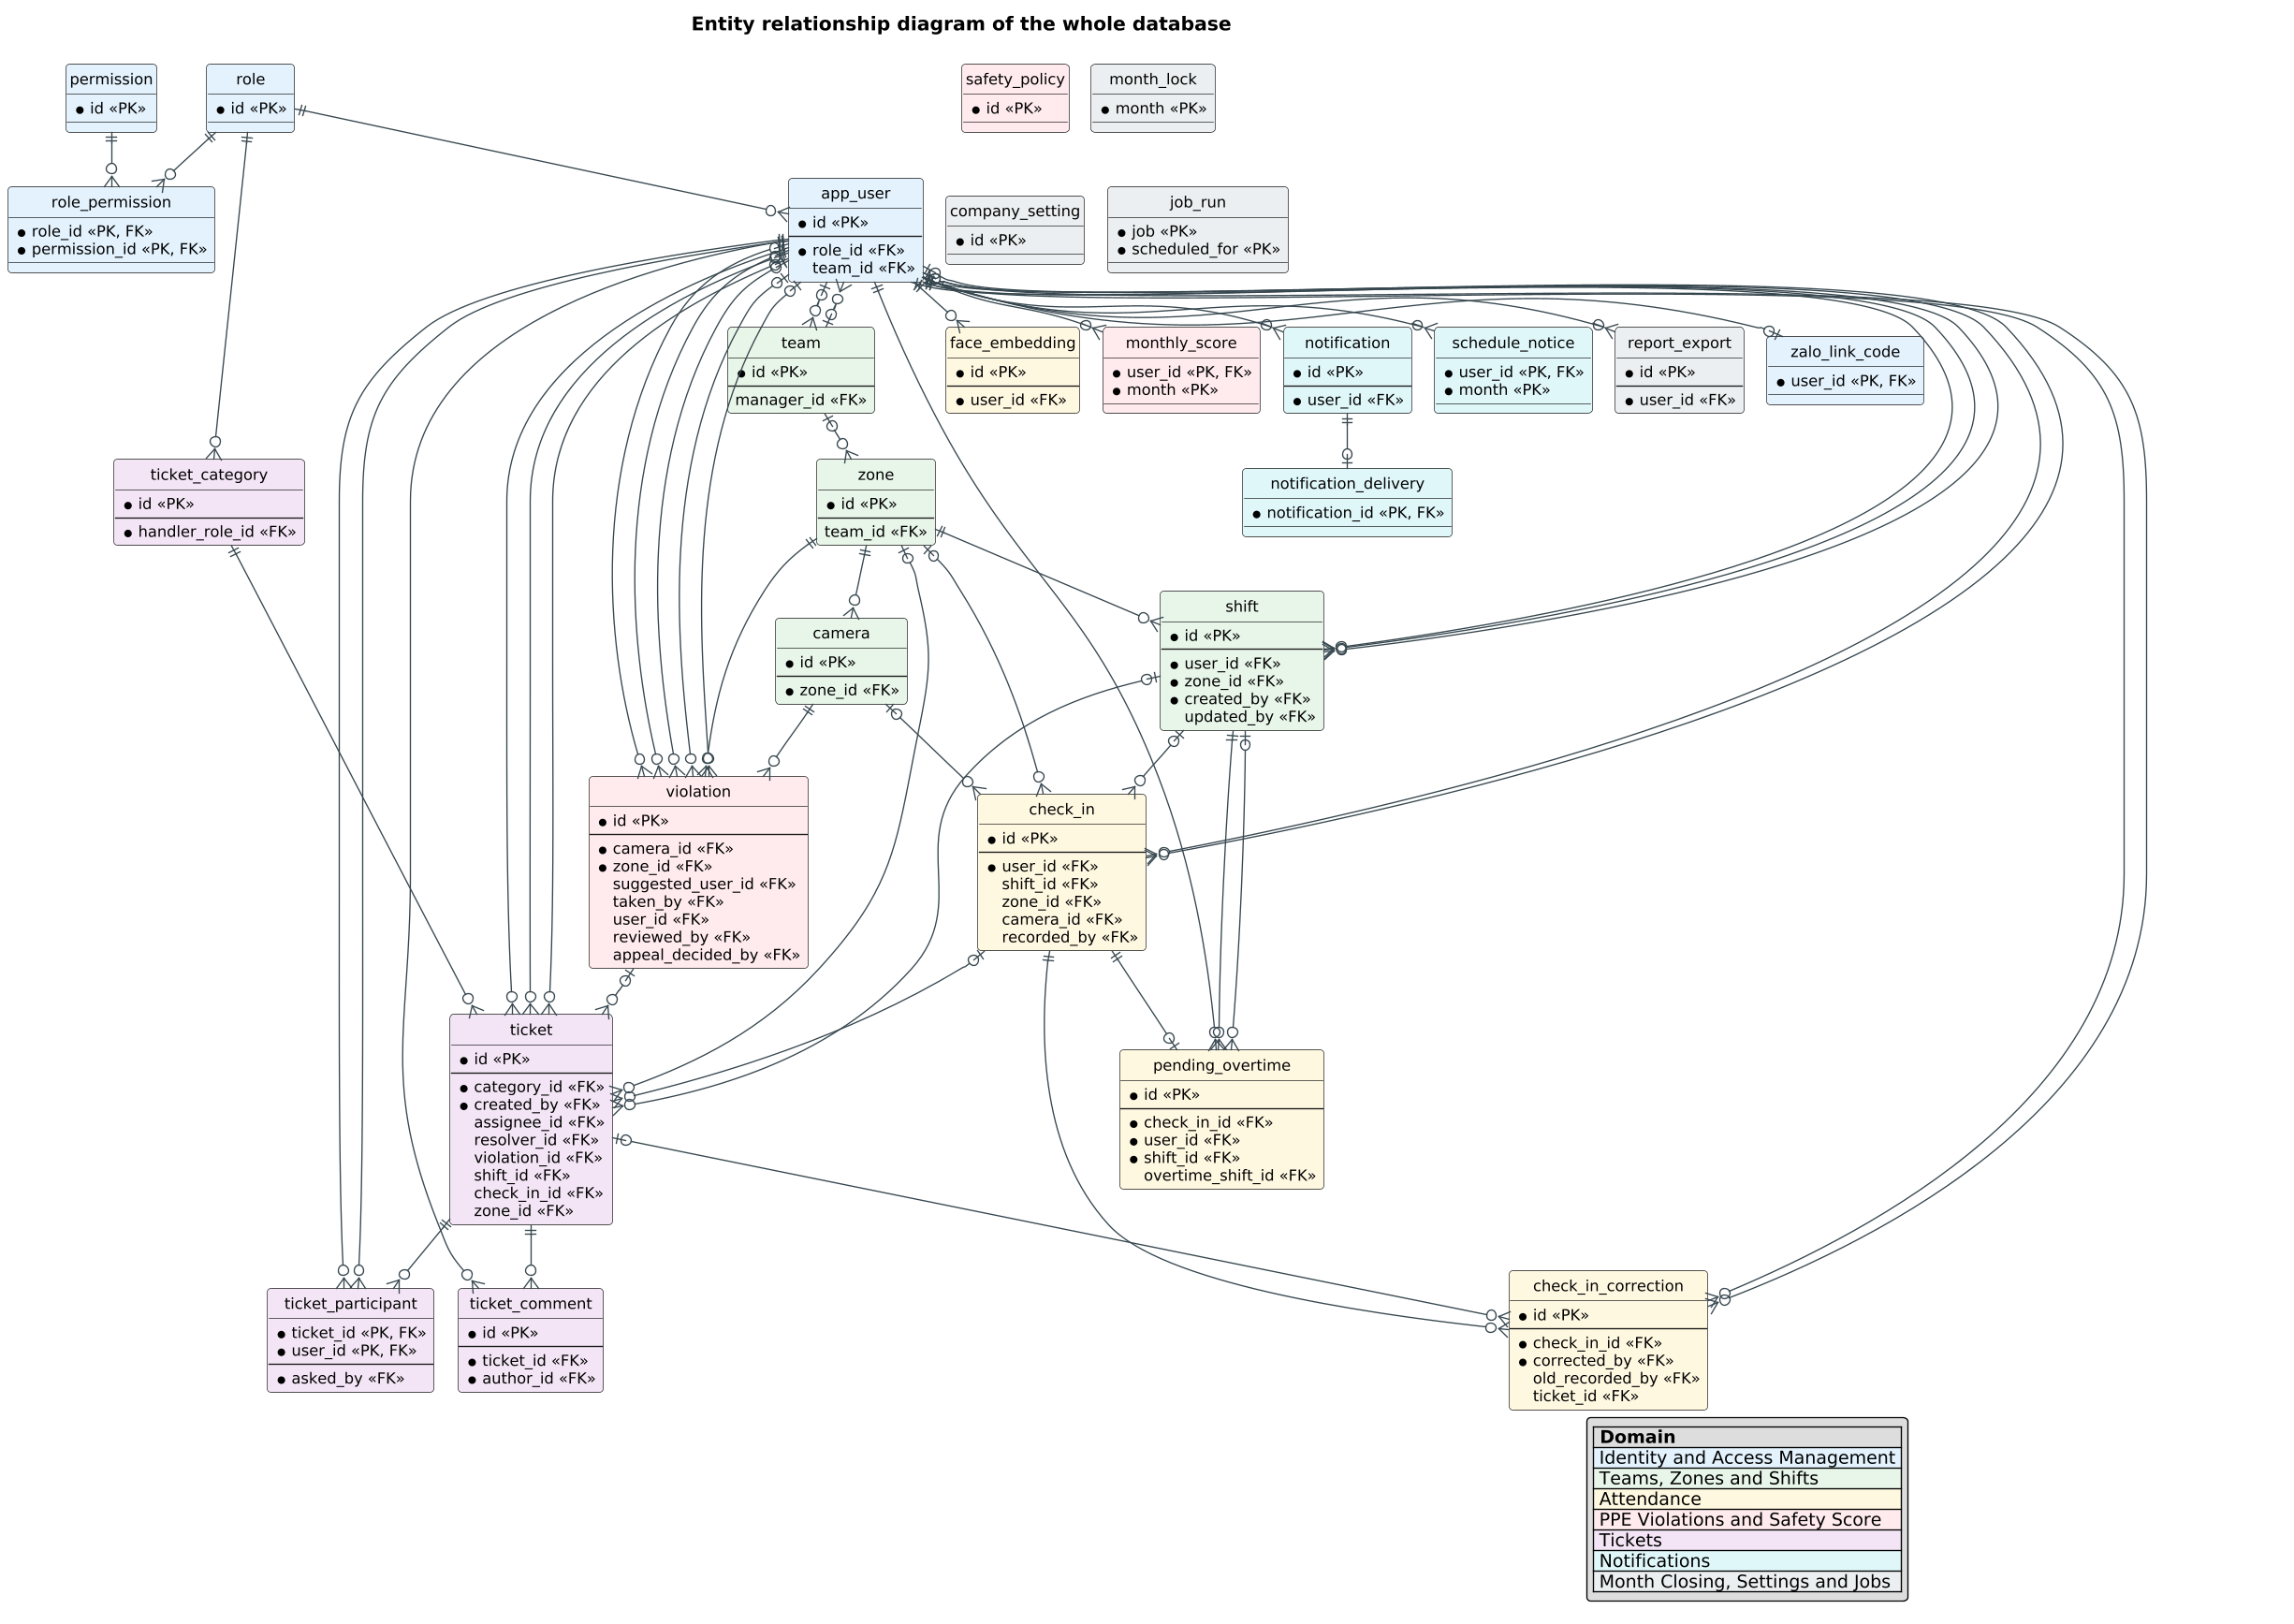 Entity relationship diagram of the whole database
permission
id «PK»
role
id «PK»
safety_policy
id «PK»
month_lock
month «PK»
role_permission
role_id «PK, FK»
permission_id «PK, FK»
app_user
id «PK»
role_id «FK»
team_id «FK»
company_setting
id «PK»
job_run
job «PK»
scheduled_for «PK»
team
id «PK»
manager_id «FK»
face_embedding
id «PK»
user_id «FK»
monthly_score
user_id «PK, FK»
month «PK»
notification
id «PK»
user_id «FK»
schedule_notice
user_id «PK, FK»
month «PK»
report_export
id «PK»
user_id «FK»
zalo_link_code
user_id «PK, FK»
ticket_category
id «PK»
handler_role_id «FK»
zone
id «PK»
team_id «FK»
notification_delivery
notification_id «PK, FK»
camera
id «PK»
zone_id «FK»
shift
id «PK»
user_id «FK»
zone_id «FK»
created_by «FK»
updated_by «FK»
violation
id «PK»
camera_id «FK»
zone_id «FK»
suggested_user_id «FK»
taken_by «FK»
user_id «FK»
reviewed_by «FK»
appeal_decided_by «FK»
check_in
id «PK»
user_id «FK»
shift_id «FK»
zone_id «FK»
camera_id «FK»
recorded_by «FK»
ticket
id «PK»
category_id «FK»
created_by «FK»
assignee_id «FK»
resolver_id «FK»
violation_id «FK»
shift_id «FK»
check_in_id «FK»
zone_id «FK»
pending_overtime
id «PK»
check_in_id «FK»
user_id «FK»
shift_id «FK»
overtime_shift_id «FK»
ticket_participant
ticket_id «PK, FK»
user_id «PK, FK»
asked_by «FK»
ticket_comment
id «PK»
ticket_id «FK»
author_id «FK»
check_in_correction
id «PK»
check_in_id «FK»
corrected_by «FK»
old_recorded_by «FK»
ticket_id «FK»
Domain
Identity and Access Management
Teams, Zones and Shifts
Attendance
PPE Violations and Safety Score
Tickets
Notifications
Month Closing, Settings and Jobs